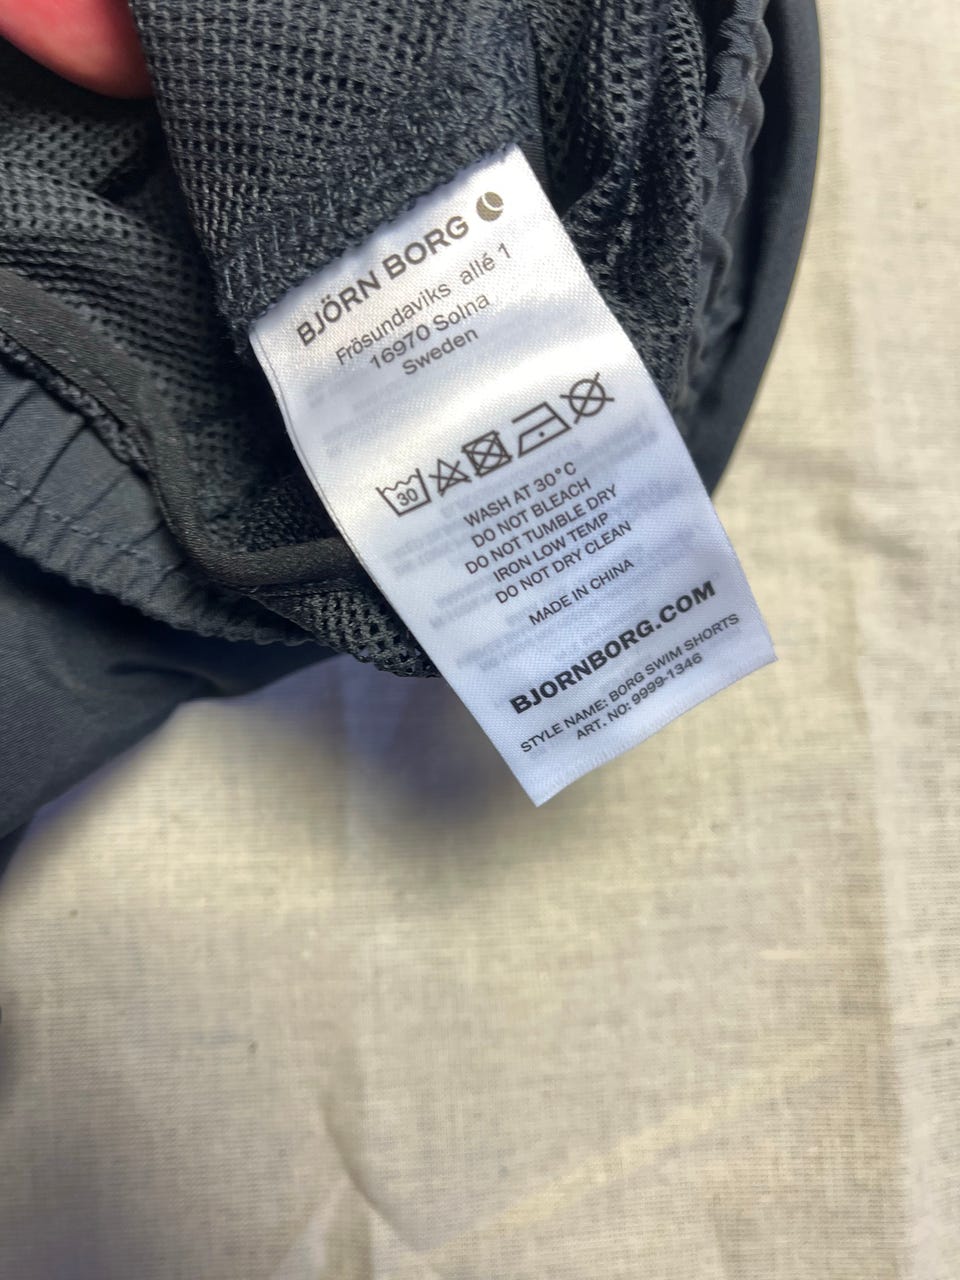 BJÖRN BORG
Frösundaviks allé 1
16970 Solna
Sweden
30
WASH AT 30°C
DO NOT BLEACH
DO NOT TUMBLE DRY
IRON LOW TEMP
DO NOT DRY CLEAN
MADE IN CHINA
BJORNBORG.COM
STYLE NAME: BORG SWIM SHORTS
ART. NO: 9999-1346